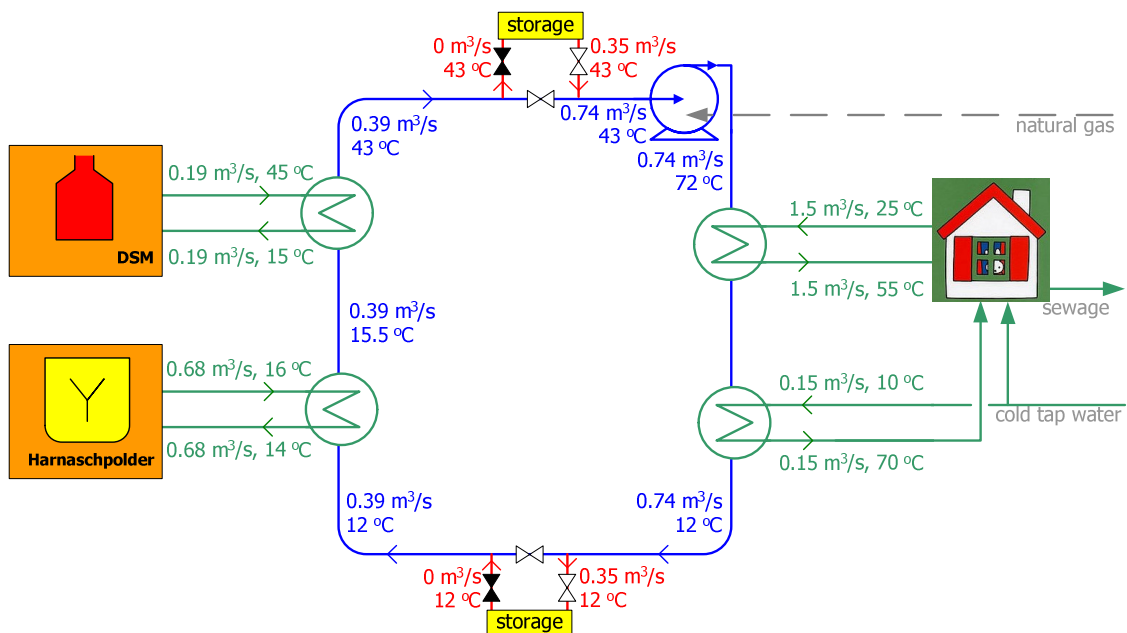 storage
0 m³/s
43 ºC
0.35 m³/s
43 ºC
0.39 m³/s
43 ºC
0.74 m³/s
43 ºC
natural gas
0.74 m³/s
72 ºC
0.19 m³/s, 45 ºC
DSM
0.19 m³/s, 15 ºC
1.5 m³/s, 25 ºC
1.5 m³/s, 55 ºC
sewage
0.39 m³/s
15.5 ºC
0.68 m³/s, 16 ºC
Harnaschpolder
0.68 m³/s, 14 ºC
0.15 m³/s, 10 ºC
cold tap water
0.15 m³/s, 70 ºC
0.39 m³/s
12 ºC
0.74 m³/s
12 ºC
0 m³/s
12 ºC
0.35 m³/s
12 ºC
storage